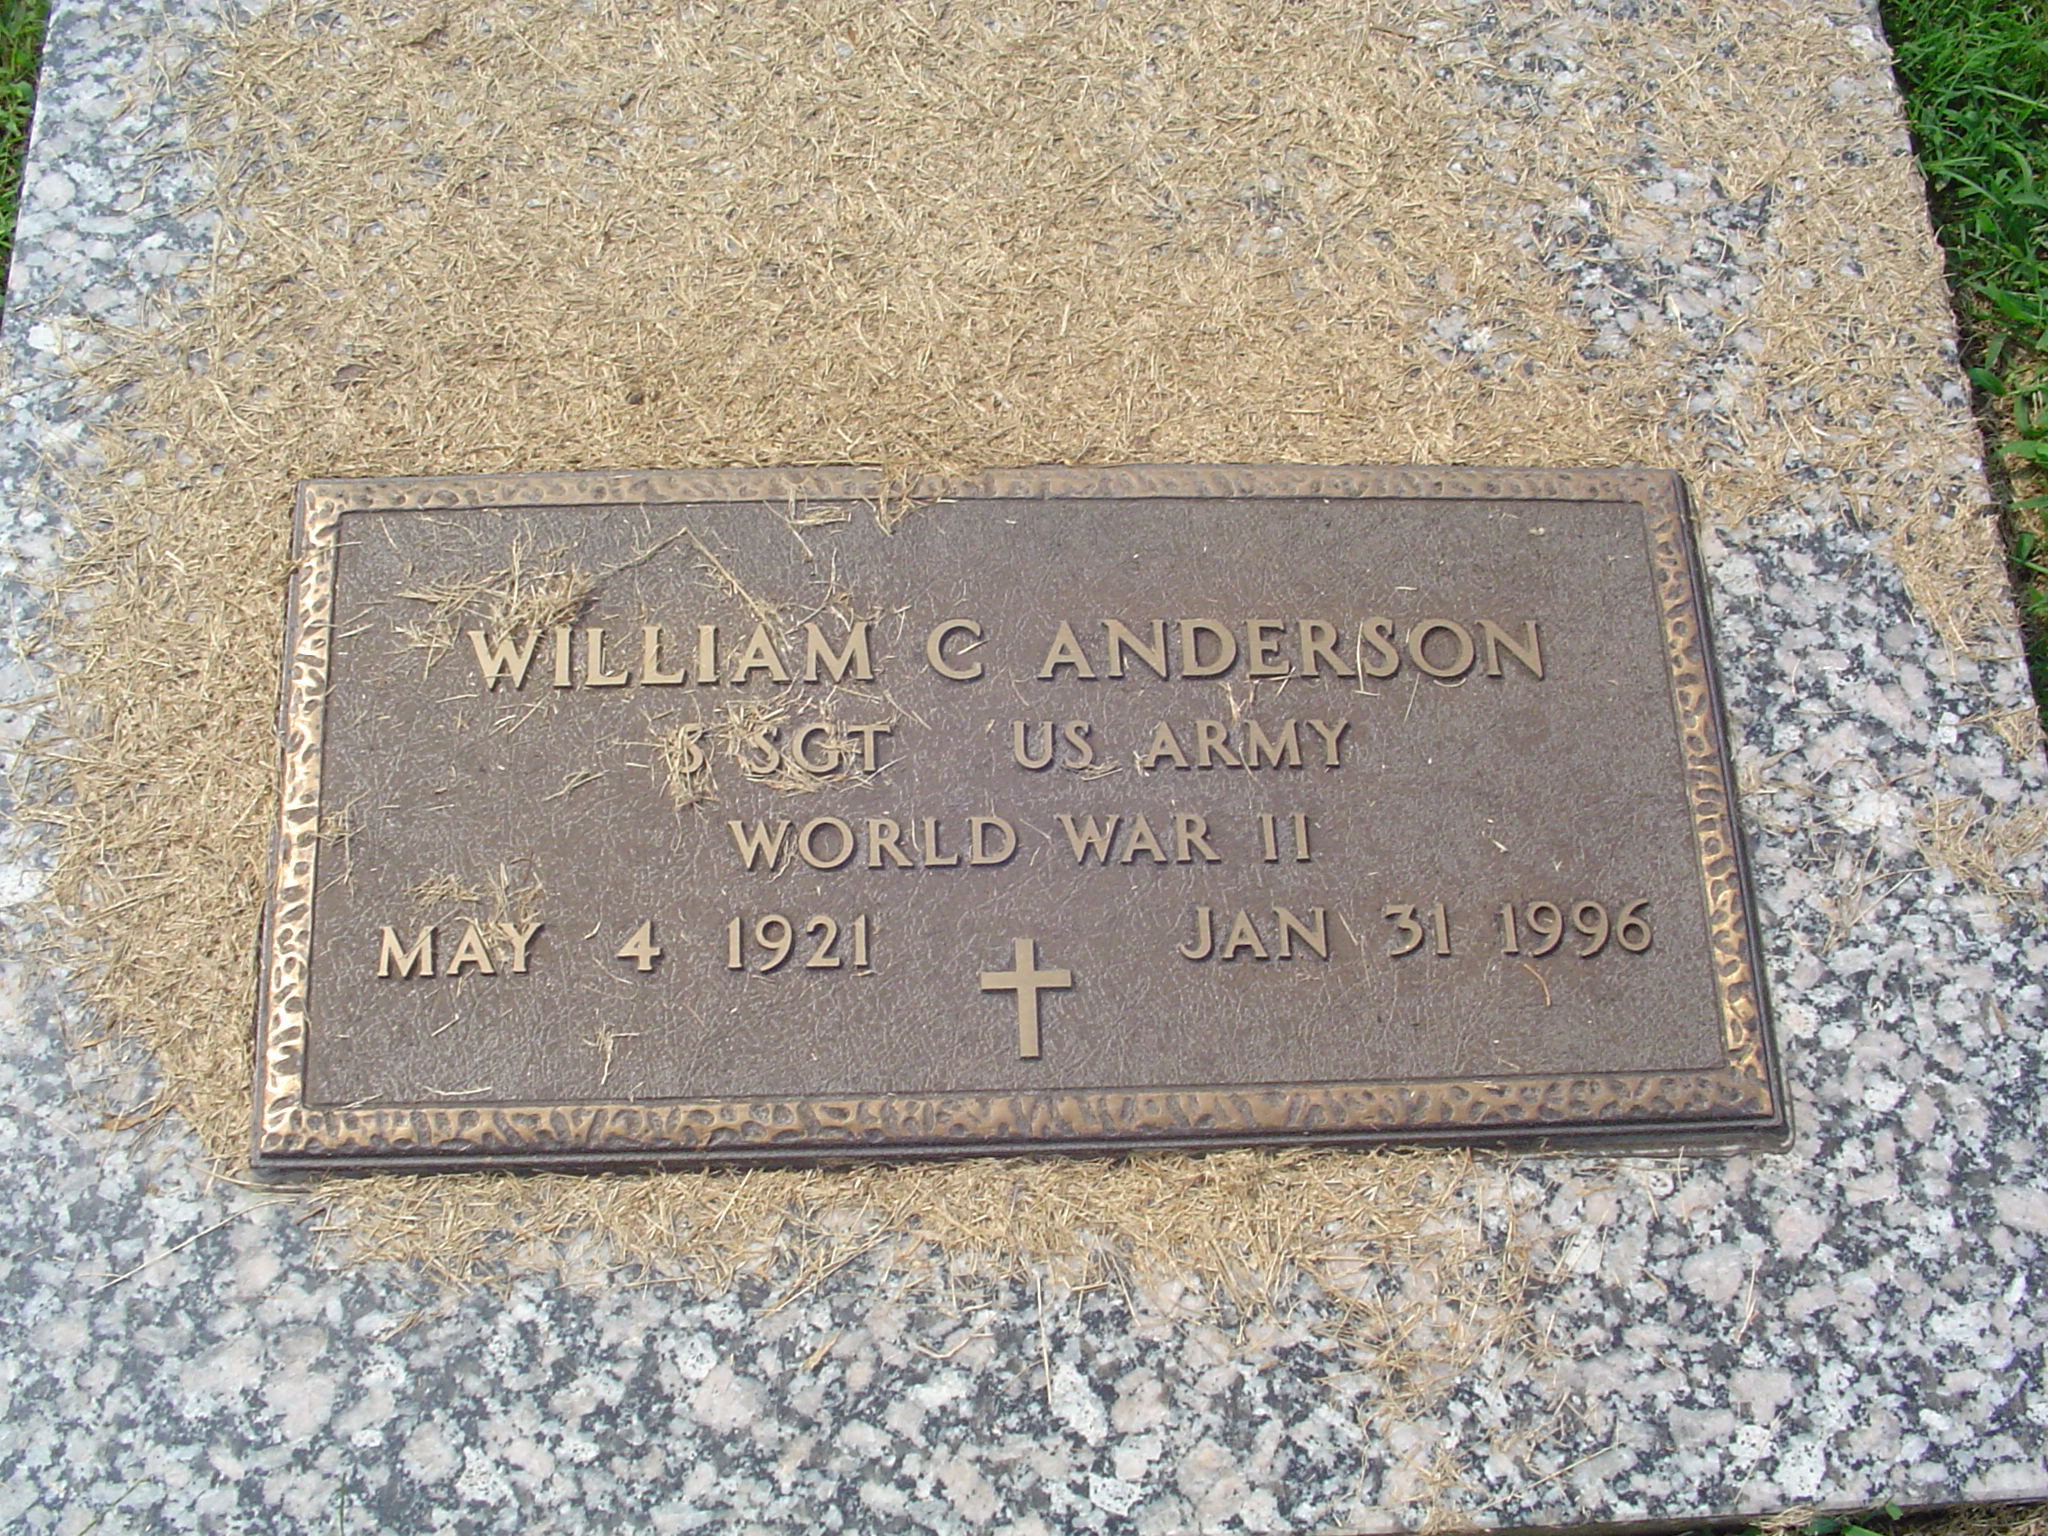 WILLIAM C ANDERSON
S SGT US ARMY
WORLD WAR II
MAY 4 1921 JAN 31 1996